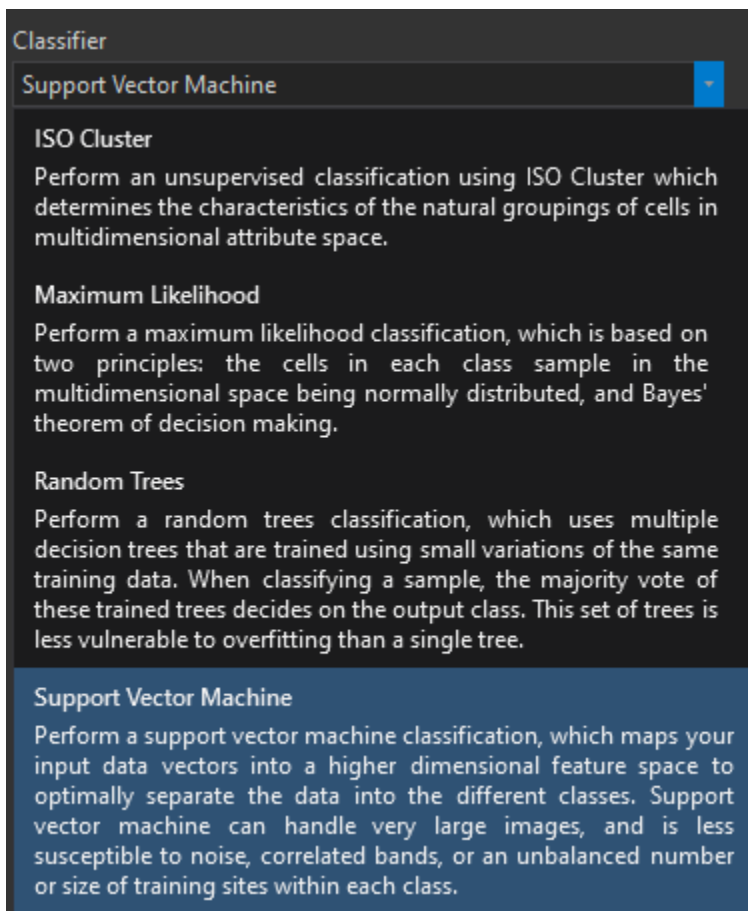 Classifier
Support Vector Machine
ISO Cluster
Perform an unsupervised classification using ISO Cluster which
determines the characteristics of the natural groupings of cells in
multidimensional attribute space.
Maximum Likelihood
Perform a maximum likelihood classification, which is based on
two principles: the cells in each class sample in the
multidimensional space being normally distributed, and Bayes'
theorem of decision making.
Random Trees
Perform a random trees classification, which uses multiple
decision trees that are trained using small variations of the same
training data. When classifying a sample, the majority vote of
these trained trees decides on the output class. This set of trees is
less vulnerable to overfitting than a single tree.
Support Vector Machine
Perform a support vector machine classification, which maps your
input data vectors into a higher dimensional feature space to
optimally separate the data into the different classes. Support
vector machine can handle very large images, and is less
susceptible to noise, correlated bands, or an unbalanced number
or size of training sites within each class.